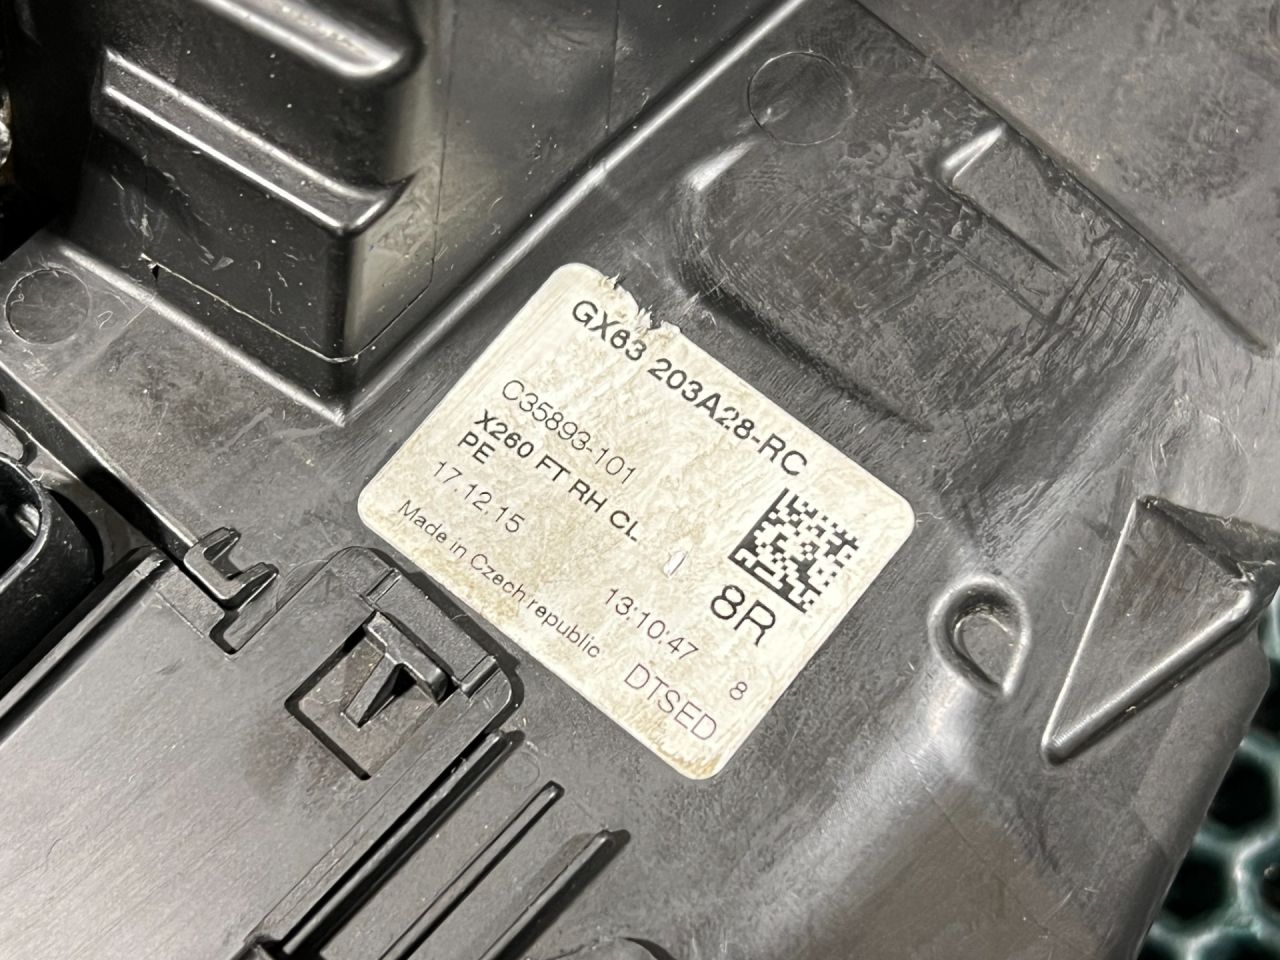 GX63 203A28-RC
C35893-101
X260 FT RH CL
PE
17.12.15 13:10:47 8
Made in Czech republic DTSED
8R